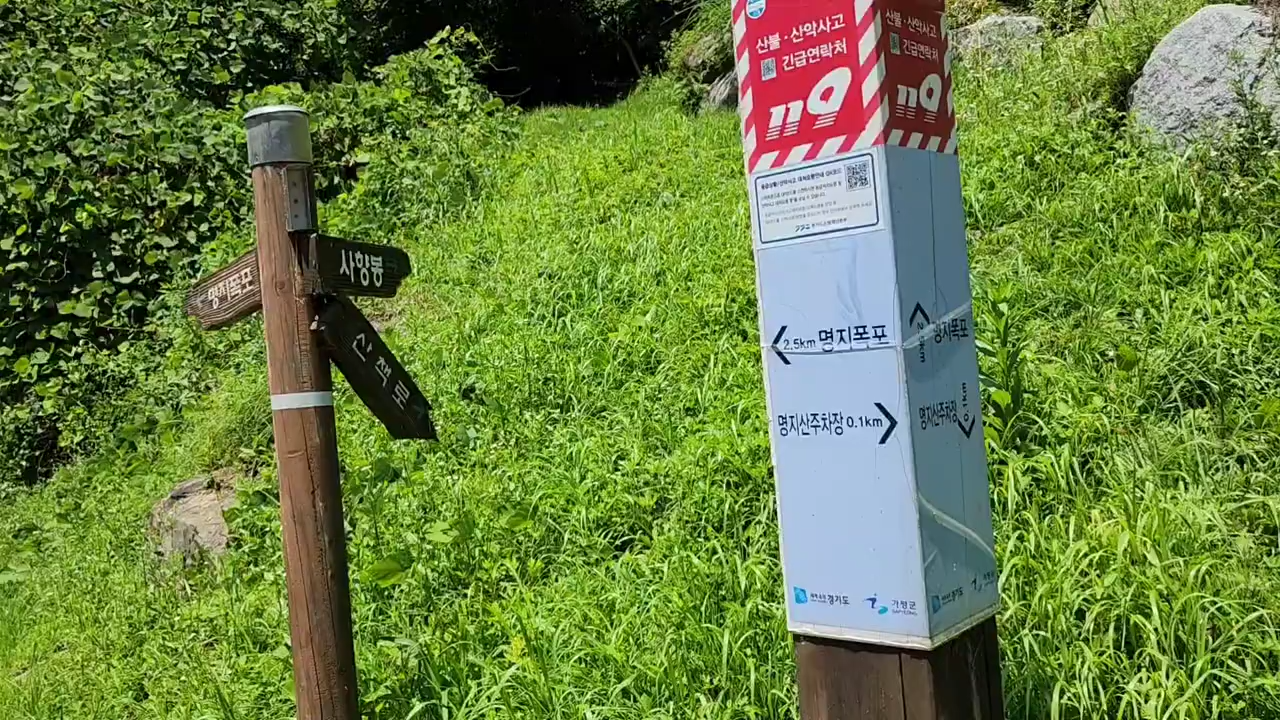 명지폭포
사향봉
산책로
산불·산악사고
긴급연락처
119
산불·산악사고
긴급연락처
119
2.5km 명지폭포
명지산주차장 0.1km
명지폭포
명지산주차장 0.1km
경기도
가평군
GAPYEONG